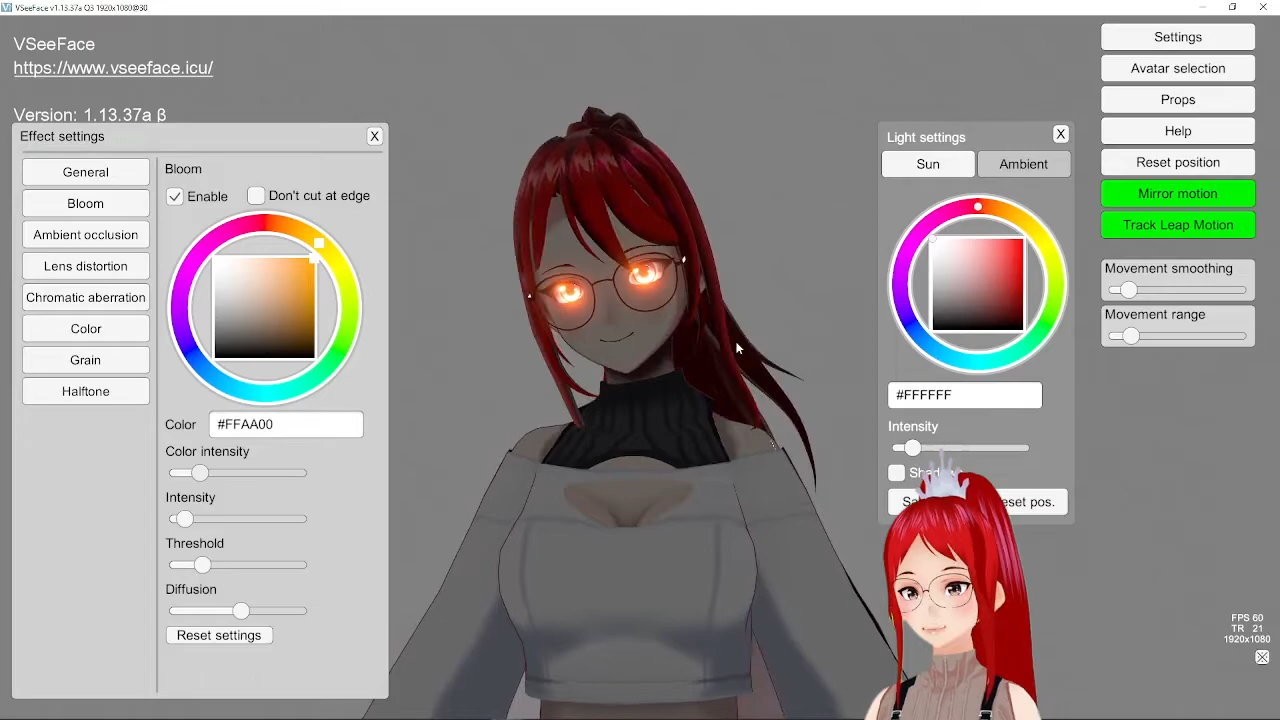 VSeeFace v1.13.37a Q3 1920x1080@30
VSeeFace
https://www.vseeface.icu/
Version: 1.13.37a β
Effect settings
X
General
Bloom
Ambient occlusion
Lens distortion
Chromatic aberration
Color
Grain
Halftone
Bloom
Enable
Don't cut at edge
Color
#FFAA00
Color intensity
Intensity
Threshold
Diffusion
Reset settings
Light settings
X
Sun
Ambient
#FFFFFF
Intensity
eset pos.
Settings
Avatar selection
Props
Help
Reset position
Mirror motion
Track Leap Motion
Movement smoothing
Movement range
FPS 60
TR 21
1920x1080